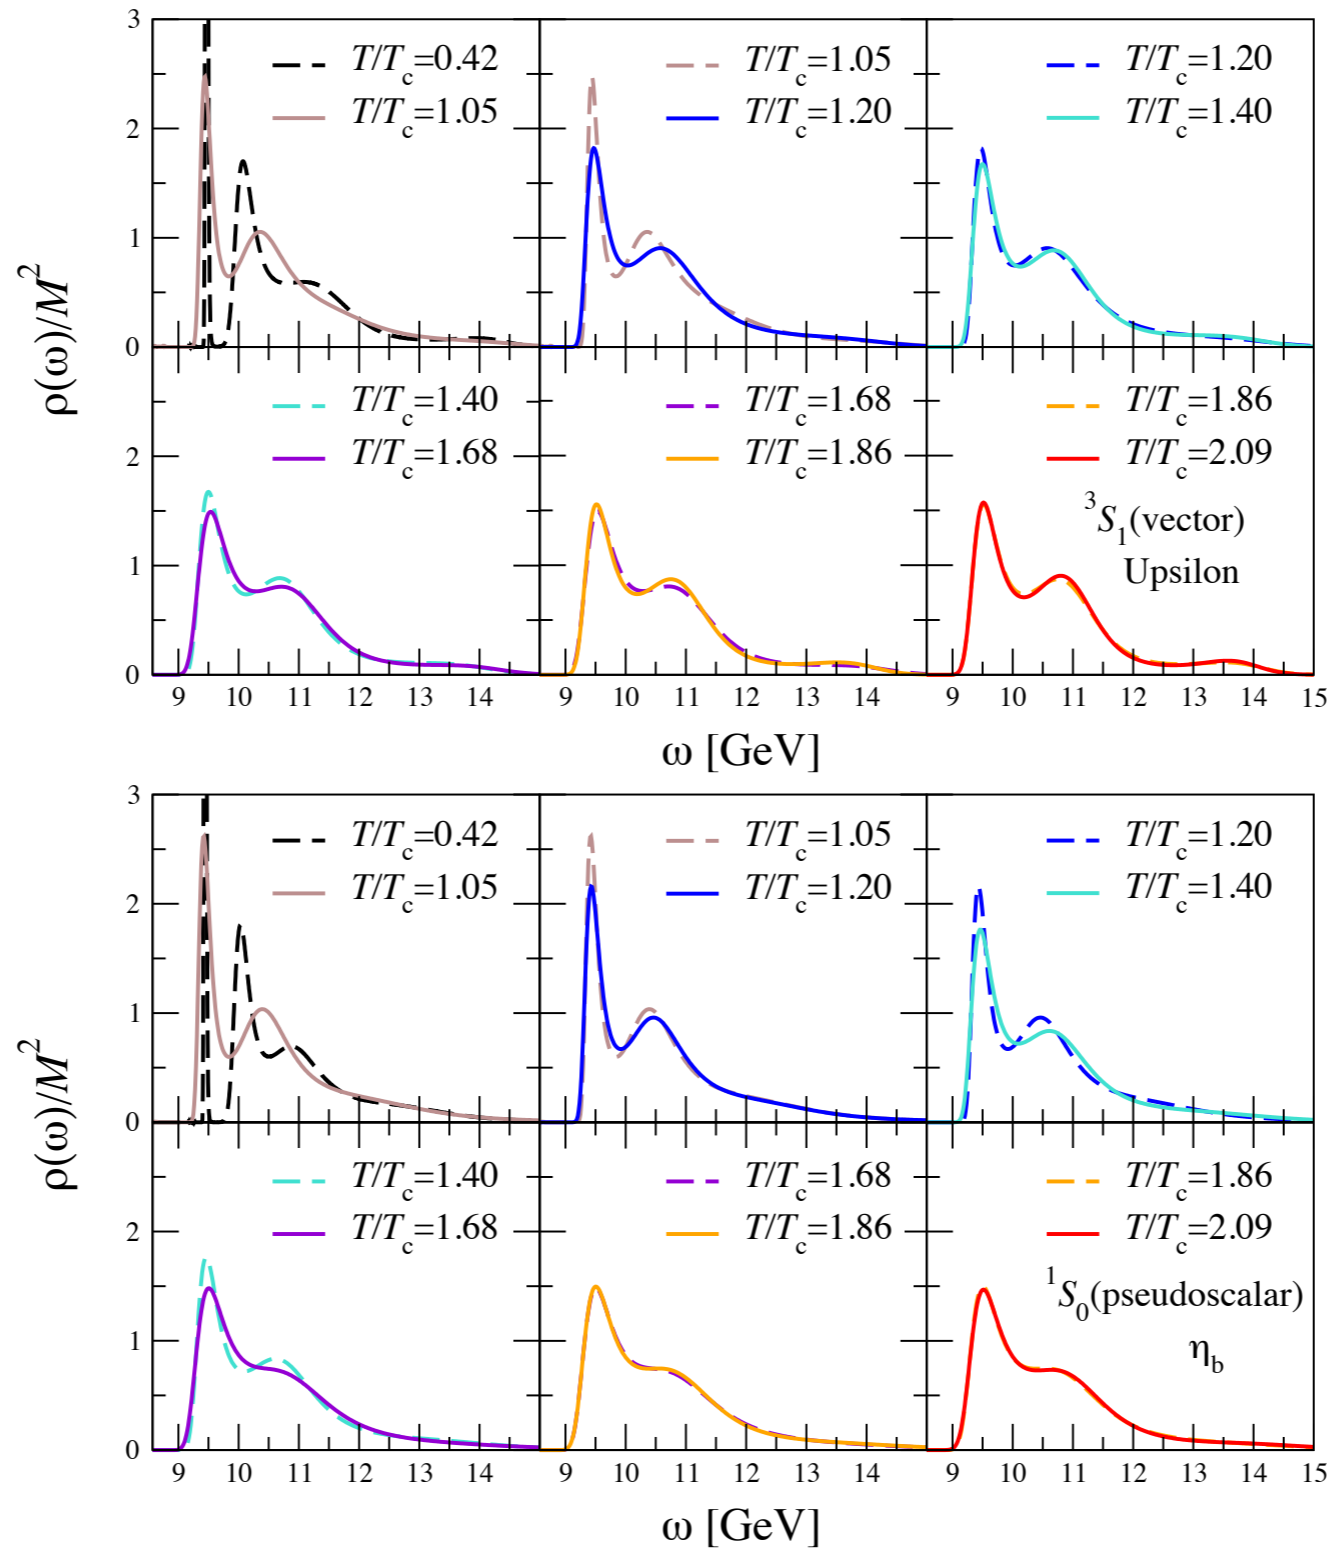 3
2
1
0
ρ(ω)/M²
T/Tc=0.42
T/Tc=1.05
T/Tc=1.05
T/Tc=1.20
T/Tc=1.20
T/Tc=1.40
2
1
0
T/Tc=1.40
T/Tc=1.68
T/Tc=1.68
T/Tc=1.86
T/Tc=1.86
T/Tc=2.09
³S₁(vector)
Upsilon
9 10 11 12 13 14 9 10 11 12 13 14 9 10 11 12 13 14 15
ω [GeV]
3
2
1
0
ρ(ω)/M²
T/Tc=0.42
T/Tc=1.05
T/Tc=1.05
T/Tc=1.20
T/Tc=1.20
T/Tc=1.40
2
1
0
T/Tc=1.40
T/Tc=1.68
T/Tc=1.68
T/Tc=1.86
T/Tc=1.86
T/Tc=2.09
¹S₀(pseudoscalar)
ηb
9 10 11 12 13 14 9 10 11 12 13 14 9 10 11 12 13 14 15
ω [GeV]